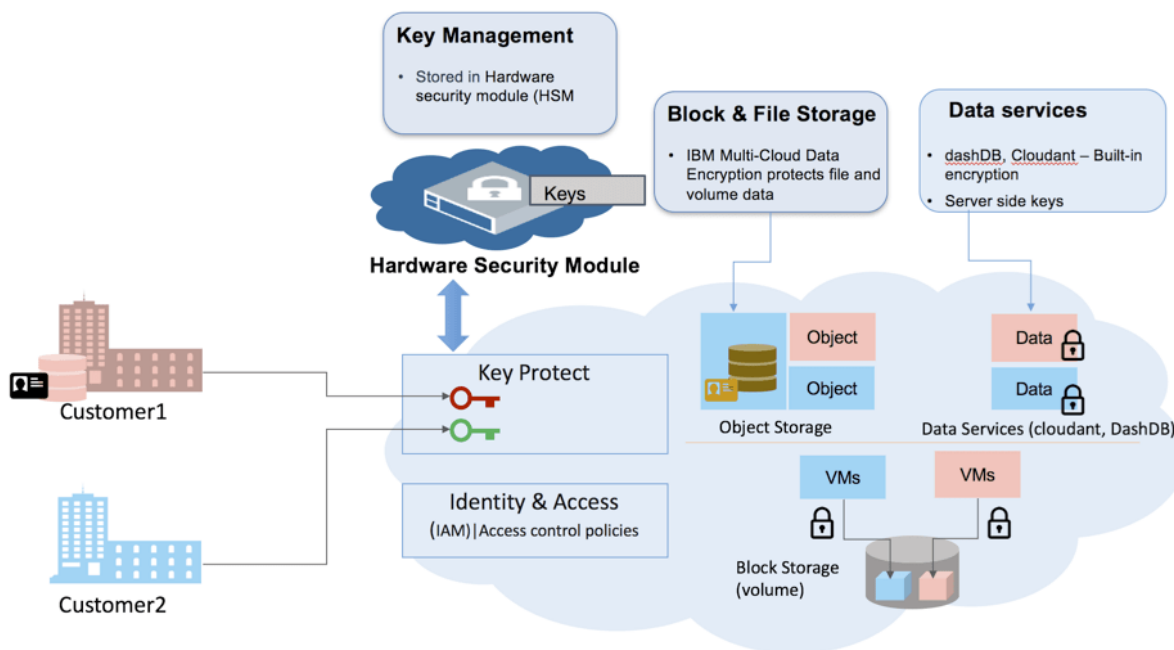 Key Management
• Stored in Hardware
security module (HSM
Block & File Storage
• IBM Multi-Cloud Data
Encryption protects file and
volume data
Data services
• dashDB, Cloudant – Built-in
encryption
• Server side keys
Keys
Hardware Security Module
Customer1
Customer2
Key Protect
Identity & Access
(IAM)|Access control policies
Object
Object
Object Storage
Data
Data
Data Services (cloudant, DashDB)
VMs
VMs
Block Storage
(volume)